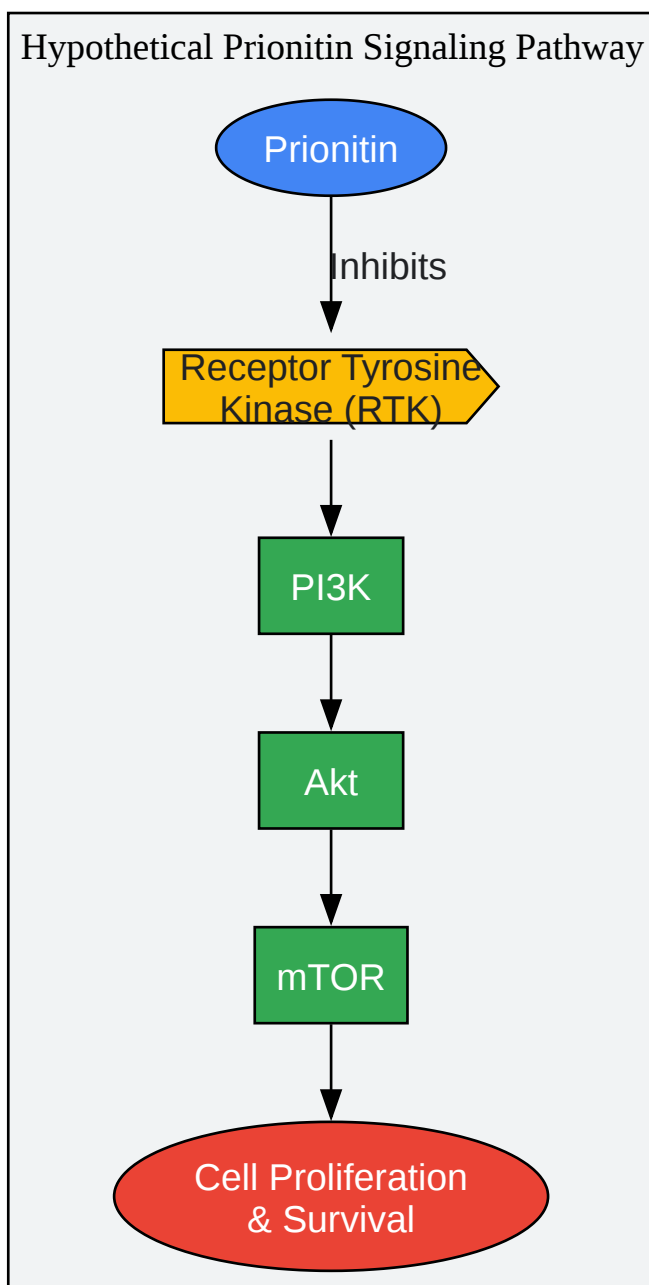 Hypothetical Prionitin Signaling Pathway
Prionitin
Inhibits
Receptor Tyrosine
Kinase (RTK)
PI3K
Akt
mTOR
Cell Proliferation
& Survival